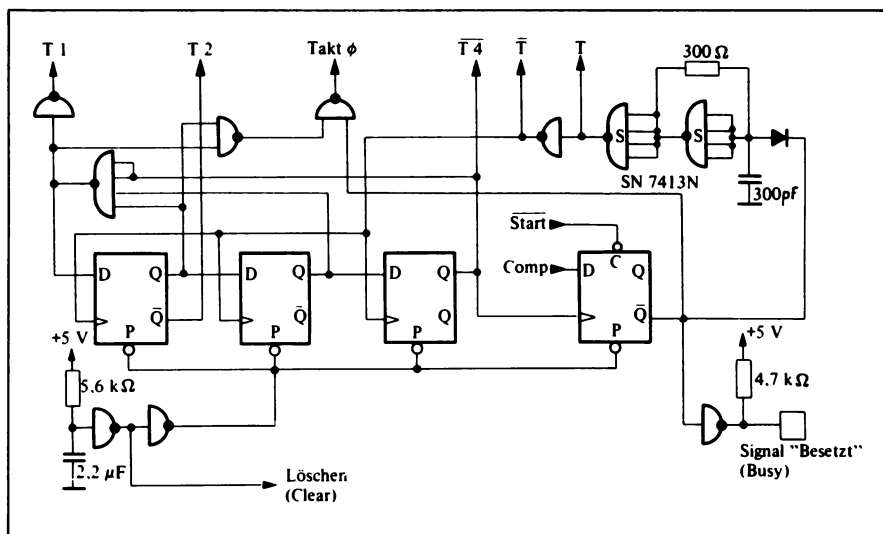 T 1
T 2
Takt ϕ
T̅4̅
T̅
T
300 Ω
S
S
SN 7413N
300pF
S̅t̅a̅r̅t̅
Comp
D
Q
Q̅
P
D
Q
Q̅
P
D
Q
Q
P
C
D
Q
Q̅
P
+5 V
5.6 kΩ
2.2 µF
Löschen
(Clear)
+5 V
4.7 kΩ
Signal "Besetzt"
(Busy)